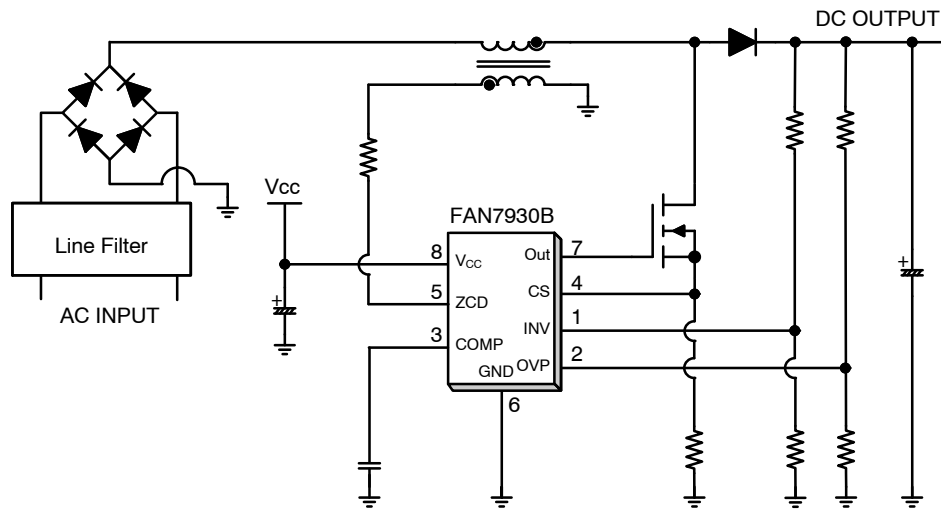 DC OUTPUT
Vcc
FAN7930B
Line Filter
AC INPUT
8
VCC
Out
7
5
ZCD
CS
4
3
COMP
INV
1
GND
OVP
2
6
+
+